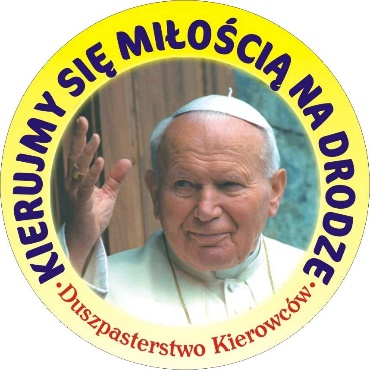 KIERUJMY SIĘ MIŁOŚCIĄ NA DRODZE
· Duszpasterstwo Kierowców ·